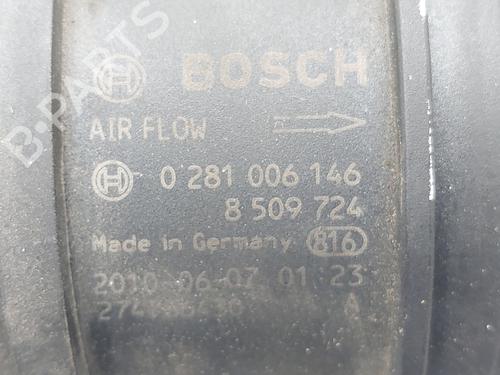 BOSCH
AIR FLOW
0 281 006 146
8 509 724
Made in Germany 816
2010-06-07 01:23
A
B-PARTS